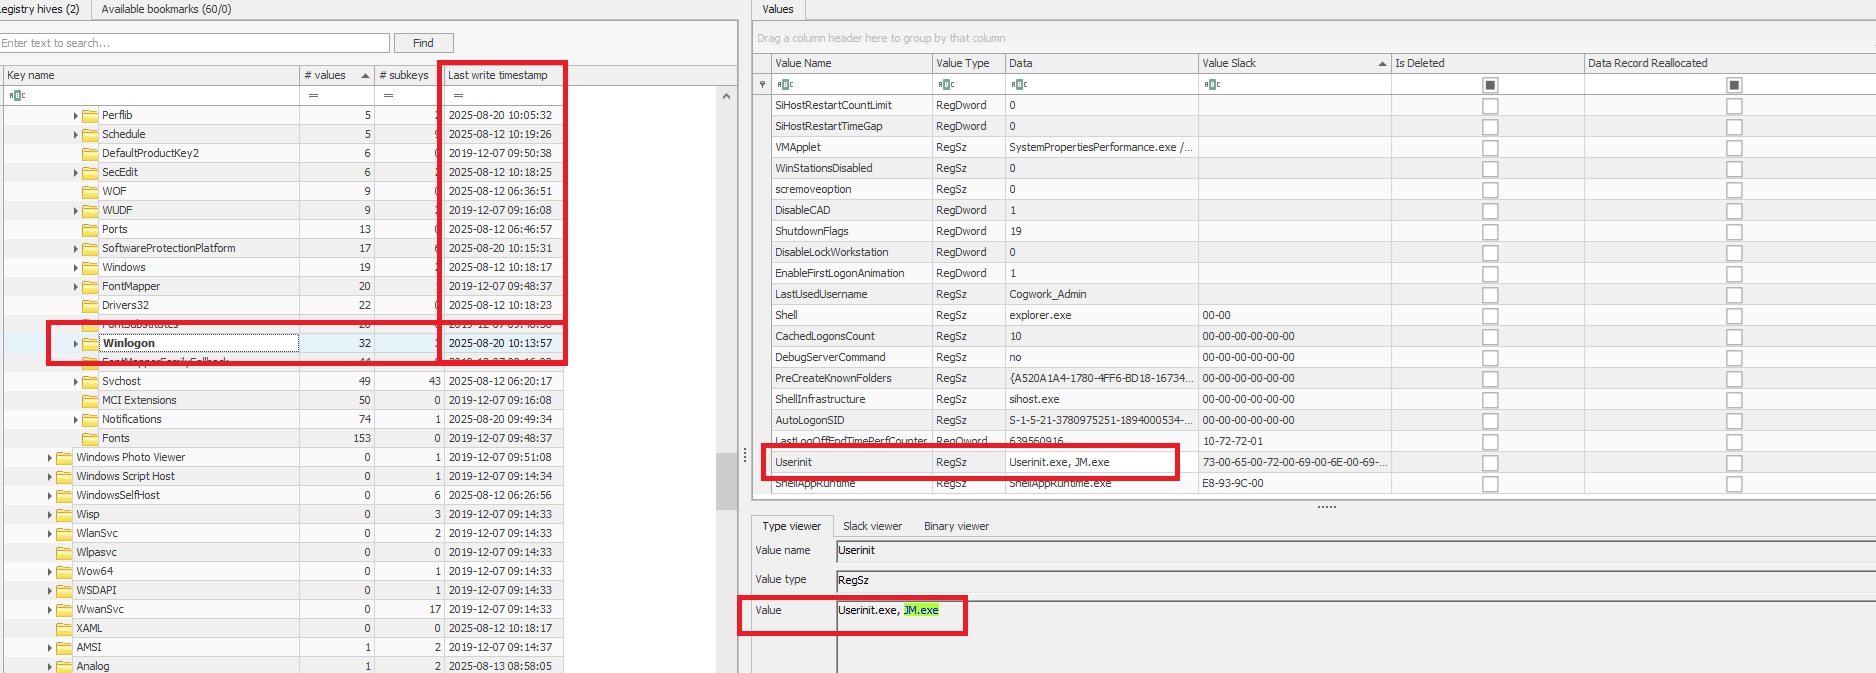 egistry hives (2) Available bookmarks (60/0)
Enter text to search... Find
Key name # values # subkeys Last write timestamp
= = =
Perflib 5 2 2025-08-20 10:05:32
Schedule 5 9 2025-08-12 10:19:26
DefaultProductKey2 6 0 2019-12-07 09:50:38
SecEdit 6 2 2025-08-12 10:18:25
WOF 9 0 2025-08-12 06:36:51
WUDF 9 2 2019-12-07 09:16:08
Ports 13 0 2025-08-12 06:46:57
SoftwareProtectionPlatform 17 6 2025-08-20 10:15:31
Windows 19 2 2025-08-12 10:18:17
FontMapper 20 2019-12-07 09:48:37
Drivers32 22 0 2025-08-12 10:18:23
FontSubstitutes
Winlogon 32 3 2025-08-20 10:13:57
FontMapperFamilyFallback
Svchost 49 43 2025-08-12 06:20:17
MCI Extensions 50 0 2019-12-07 09:16:08
Notifications 74 1 2025-08-20 09:49:34
Fonts 153 0 2019-12-07 09:48:37
Windows Photo Viewer 0 1 2019-12-07 09:51:08
Windows Script Host 0 1 2019-12-07 09:14:34
WindowsSelfHost 0 6 2025-08-12 06:26:56
Wisp 0 3 2019-12-07 09:14:33
WlanSvc 0 2 2019-12-07 09:14:33
Wlpasvc 0 0 2019-12-07 09:14:33
Wow64 0 1 2019-12-07 09:14:33
WSDAPI 0 1 2019-12-07 09:14:33
WwanSvc 0 17 2019-12-07 09:14:33
XAML 0 0 2025-08-12 10:18:17
AMSI 1 2 2019-12-07 09:14:37
Analog 1 2 2025-08-13 08:58:05
Values
Drag a column header here to group by that column
Value Name Value Type Data Value Slack Is Deleted Data Record Reallocated
SiHostRestartCountLimit RegDword 0
SiHostRestartTimeGap RegDword 0
VMApplet RegSz SystemPropertiesPerformance.exe /...
WinStationsDisabled RegSz 0
scremoveoption RegSz 0
DisableCAD RegDword 1
ShutdownFlags RegDword 19
DisableLockWorkstation RegDword 0
EnableFirstLogonAnimation RegDword 1
LastUsedUsername RegSz Cogwork_Admin
Shell RegSz explorer.exe 00-00
CachedLogonsCount RegSz 10 00-00-00-00-00-00
DebugServerCommand RegSz no 00-00-00-00-00-00
PreCreateKnownFolders RegSz {A520A1A4-1780-4FF6-BD18-16734... 00-00-00-00-00-00
ShellInfrastructure RegSz sihost.exe 00-00-00-00-00-00
AutoLogonSID RegSz S-1-5-21-3780975251-1894000534-... 00-00-00-00-00-00
LastLogOffEndTimePerfCounter RegQword 639560916 10-72-72-01
Userinit RegSz Userinit.exe, JM.exe 73-00-65-00-72-00-69-00-6E-00-69-...
ShellAppRuntime RegSz ShellAppRuntime.exe E8-93-9C-00
Type viewer Slack viewer Binary viewer
Value name Userinit
Value type RegSz
Value Userinit.exe, JM.exe